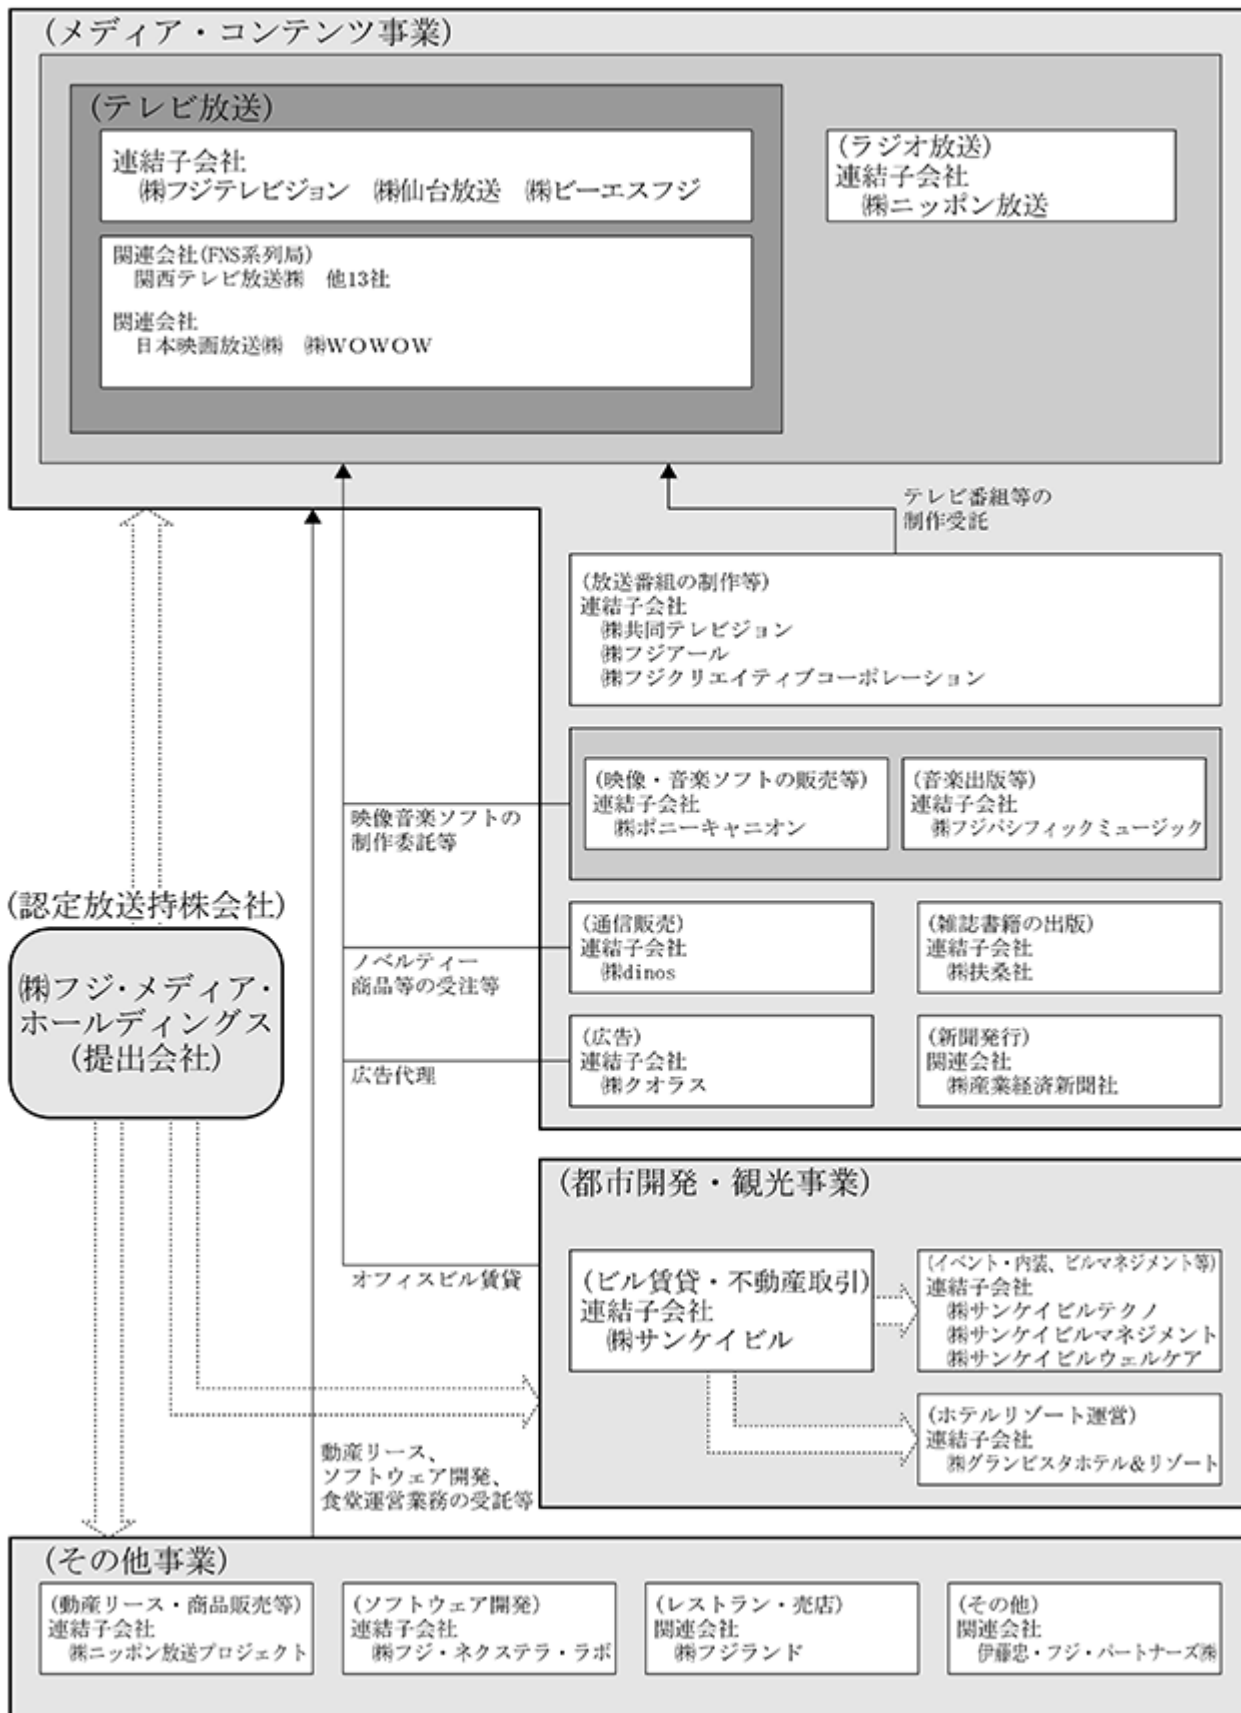 (メディア・コンテンツ事業)
(テレビ放送)
連結子会社
㈱フジテレビジョン ㈱仙台放送 ㈱ビーエスフジ
関連会社(FNS系列局)
関西テレビ放送㈱ 他13社
関連会社
日本映画放送㈱ ㈱WOWOW
(ラジオ放送)
連結子会社
㈱ニッポン放送
テレビ番組等の
制作受託
(放送番組の制作等)
連結子会社
㈱共同テレビジョン
㈱フジアール
㈱フジクリエイティブコーポレーション
(映像・音楽ソフトの販売等)
連結子会社
㈱ポニーキャニオン
(音楽出版等)
連結子会社
㈱フジパシフィックミュージック
映像音楽ソフトの
制作委託等
(通信販売)
連結子会社
㈱dinos
(雑誌書籍の出版)
連結子会社
㈱扶桑社
ノベルティー
商品等の受注等
(広告)
連結子会社
㈱クオラス
(新聞発行)
関連会社
㈱産業経済新聞社
広告代理
(認定放送持株会社)
㈱フジ・メディア・
ホールディングス
(提出会社)
(都市開発・観光事業)
オフィスビル賃貸
(ビル賃貸・不動産取引)
連結子会社
㈱サンケイビル
(イベント・内装、ビルマネジメント等)
連結子会社
㈱サンケイビルテクノ
㈱サンケイビルマネジメント
㈱サンケイビルウェルケア
(ホテルリゾート運営)
連結子会社
㈱グランビスタホテル&リゾート
動産リース、
ソフトウェア開発、
食堂運営業務の受託等
(その他事業)
(動産リース・商品販売等)
連結子会社
㈱ニッポン放送プロジェクト
(ソフトウェア開発)
連結子会社
㈱フジ・ネクステラ・ラボ
(レストラン・売店)
関連会社
㈱フジランド
(その他)
関連会社
伊藤忠・フジ・パートナーズ㈱